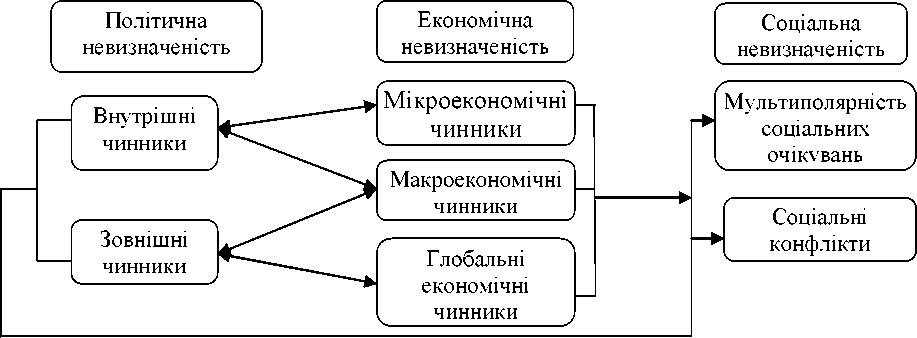 Політична
невизначеність
Економічна
невизначеність
Соціальна
невизначеність
Внутрішні
чинники
Зовнішні
чинники
Мікроекономічні
чинники
Макроекономічні
чинники
Глобальні
економічні
чинники
Мультиполярність
соціальних
очікувань
Соціальні
конфлікти